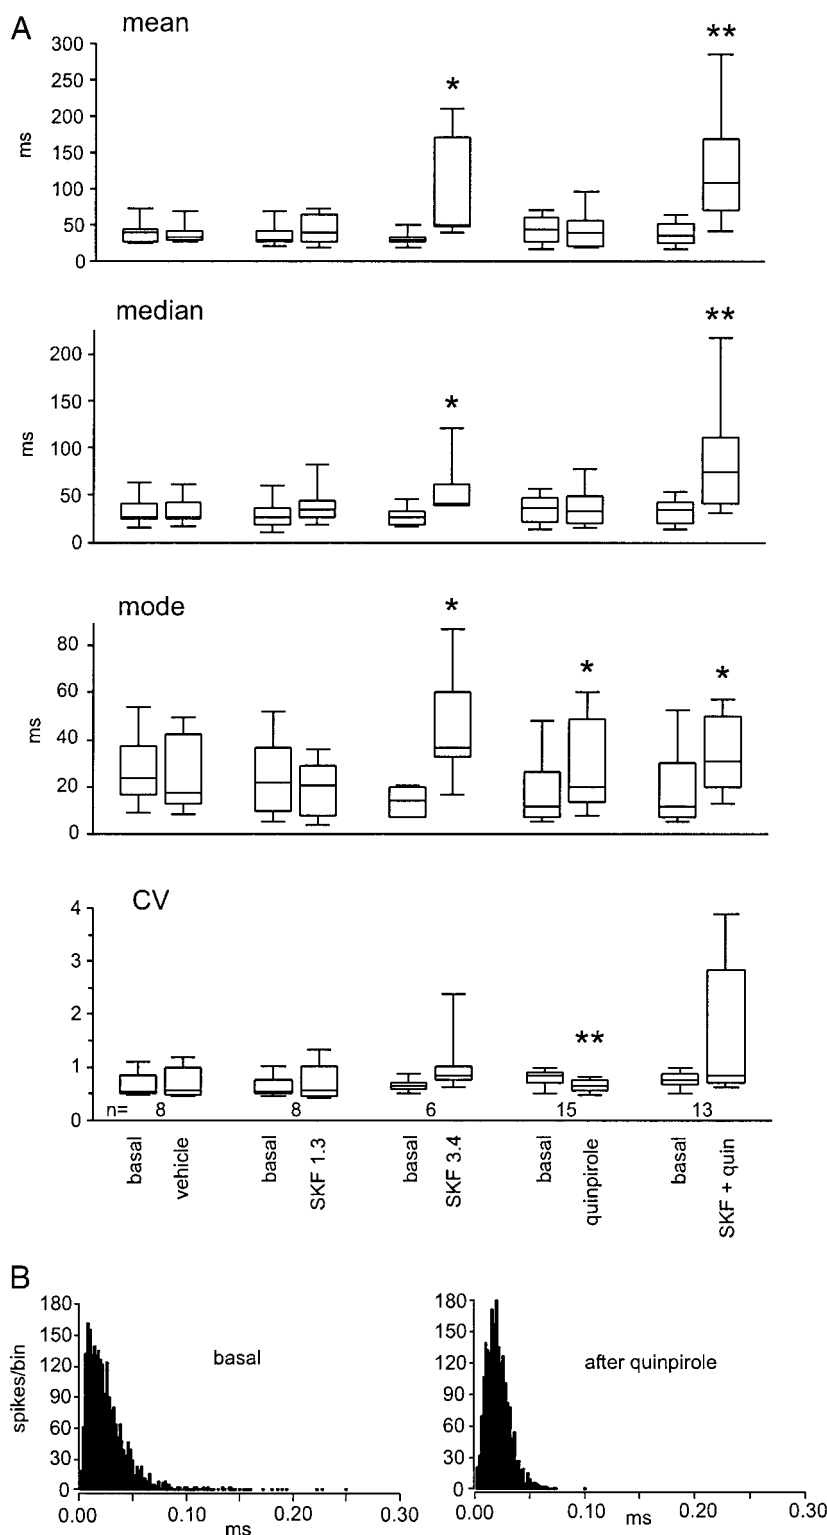 A
mean
**
300
250
*
200
150
ms
100
50
0
median
**
200
*
150
ms
100
50
0
mode
*
80
*
*
60
ms
40
20
0
CV
4
3
2
**
1
n= 8 8 6 15 13
0
basal vehicle basal SKF 1.3 basal SKF 3.4 basal quinpirole basal SKF + quin
B
180 180
150 150
basal after quinpirole
120 120
spikes/bin
90 90
60 60
30 30
0 0
0.00 0.10 0.20 0.30 0.00 0.10 0.20 0.30
ms ms